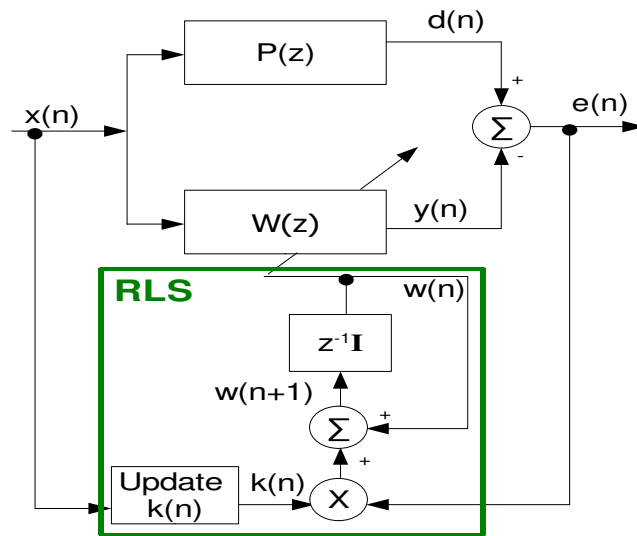 d(n)
P(z)
+
e(n)
x(n)
Σ
-
W(z)
y(n)
RLS
w(n)
z⁻¹I
w(n+1)
+
Σ
+
Update
k(n)
k(n)
X